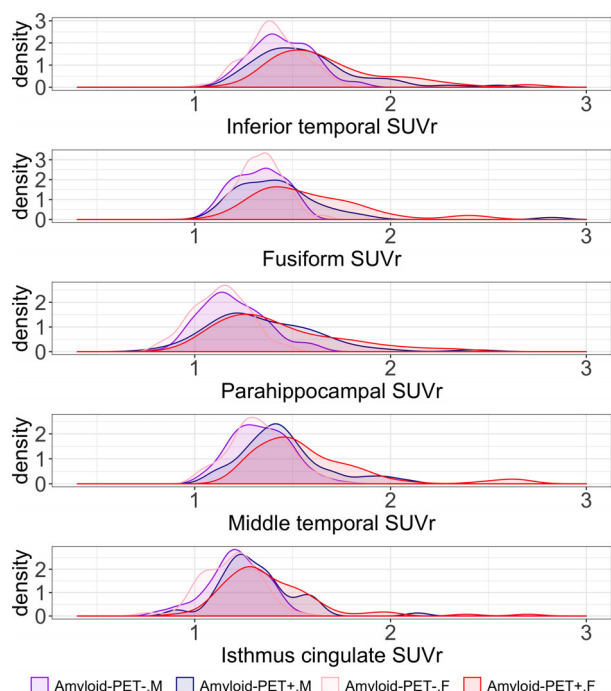 density
3
2
1
0
1 2 3
Inferior temporal SUVr
density
3
2
1
0
1 2 3
Fusiform SUVr
density
2
1
0
1 2 3
Parahippocampal SUVr
density
2
1
0
1 2 3
Middle temporal SUVr
density
2
1
0
1 2 3
Isthmus cingulate SUVr
Amyloid-PET-.M Amyloid-PET+.M Amyloid-PET-.F Amyloid-PET+.F